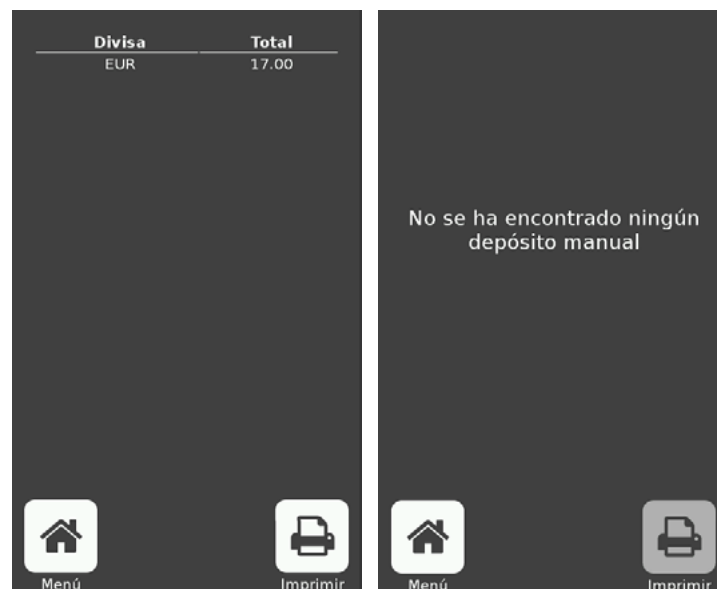 Divisa Total
EUR 17.00
Menú Imprimir
No se ha encontrado ningún
depósito manual
Menú Imprimir